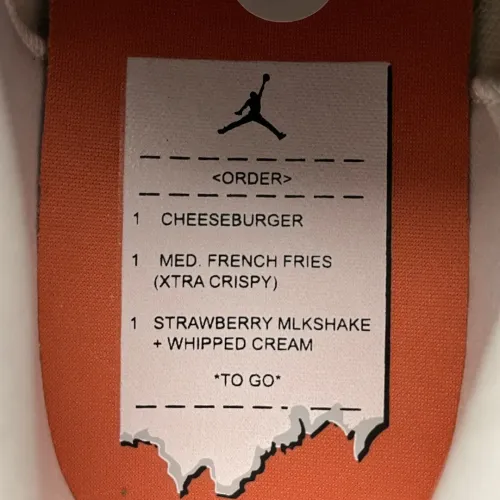 <ORDER>
1 CHEESEBURGER
1 MED. FRENCH FRIES
(XTRA CRISPY)
1 STRAWBERRY MLKSHAKE
+ WHIPPED CREAM
*TO GO*